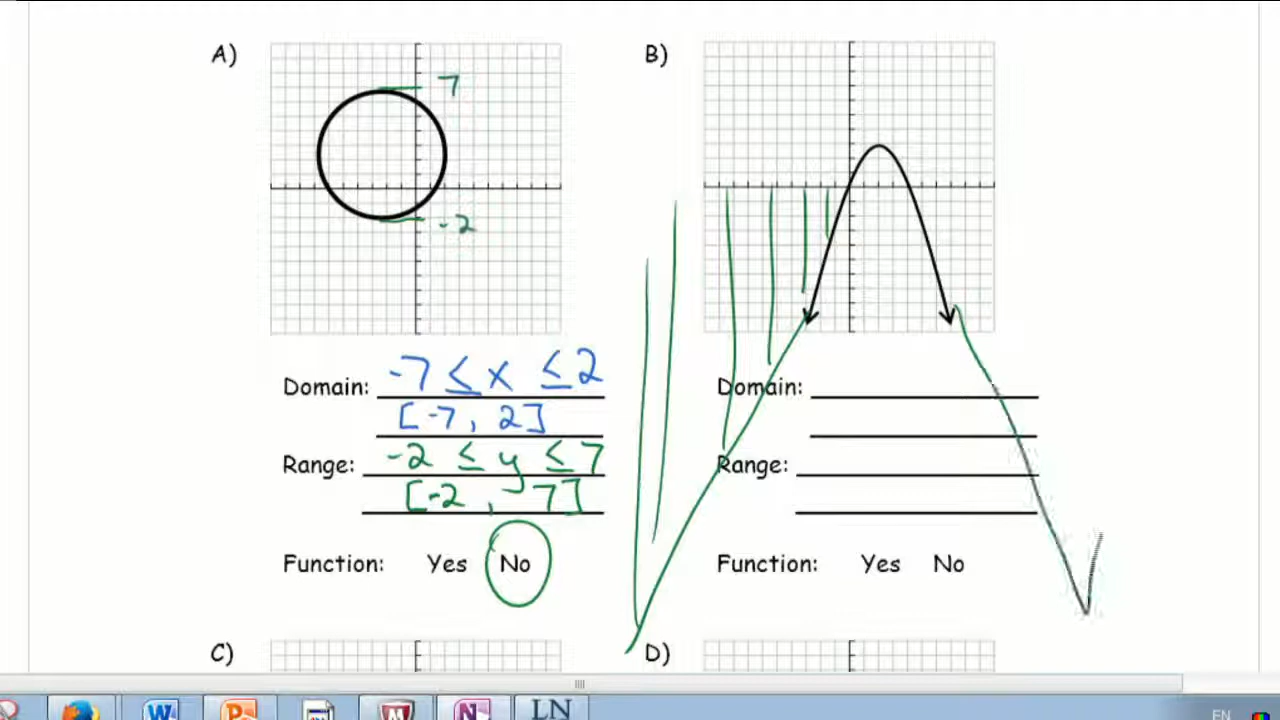 A)
7
-2
Domain: -7 ≤ x ≤ 2
[-7, 2]
Range: -2 ≤ y ≤ 7
[-2, 7]
Function: Yes No
B)
Domain:
Range:
Function: Yes No
C)
D)
W
P
N
LN
EN